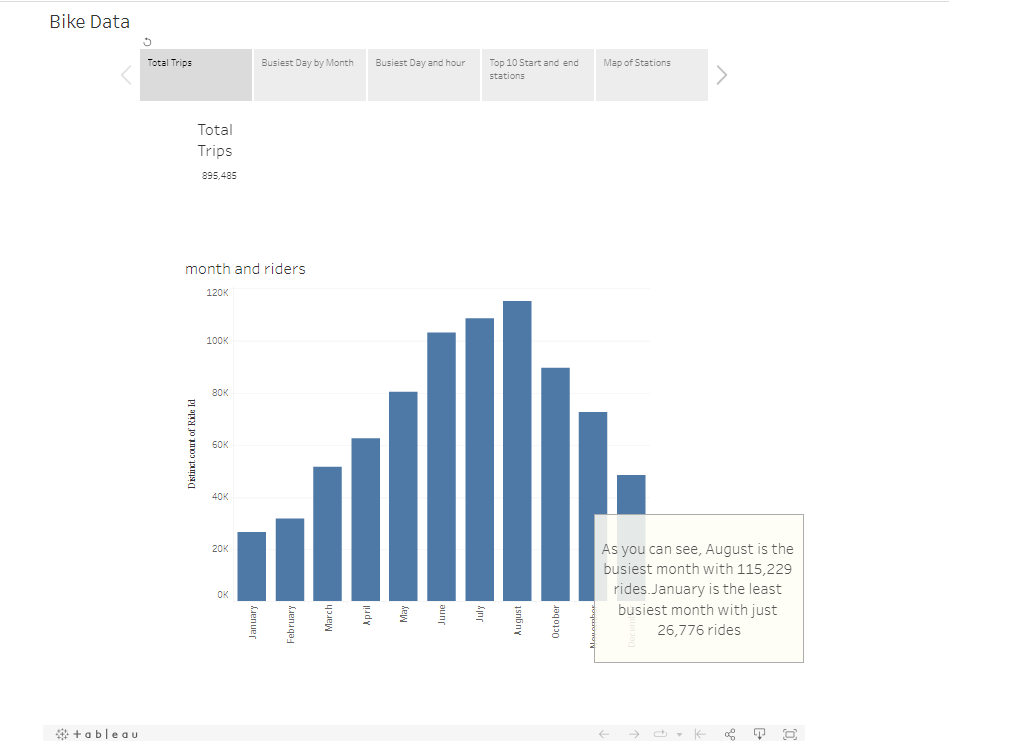 Bike Data
Total Trips
Busiest Day by Month
Busiest Day and hour
Top 10 Start and end
stations
Map of Stations
Total
Trips
895,485
month and riders
120K
100K
80K
60K
40K
20K
0K
Distinct count of Ride Id
January
February
March
April
May
June
July
August
October
November
December
As you can see, August is the
busiest month with 115,229
rides.January is the least
busiest month with just
26,776 rides
+ a b l e a u